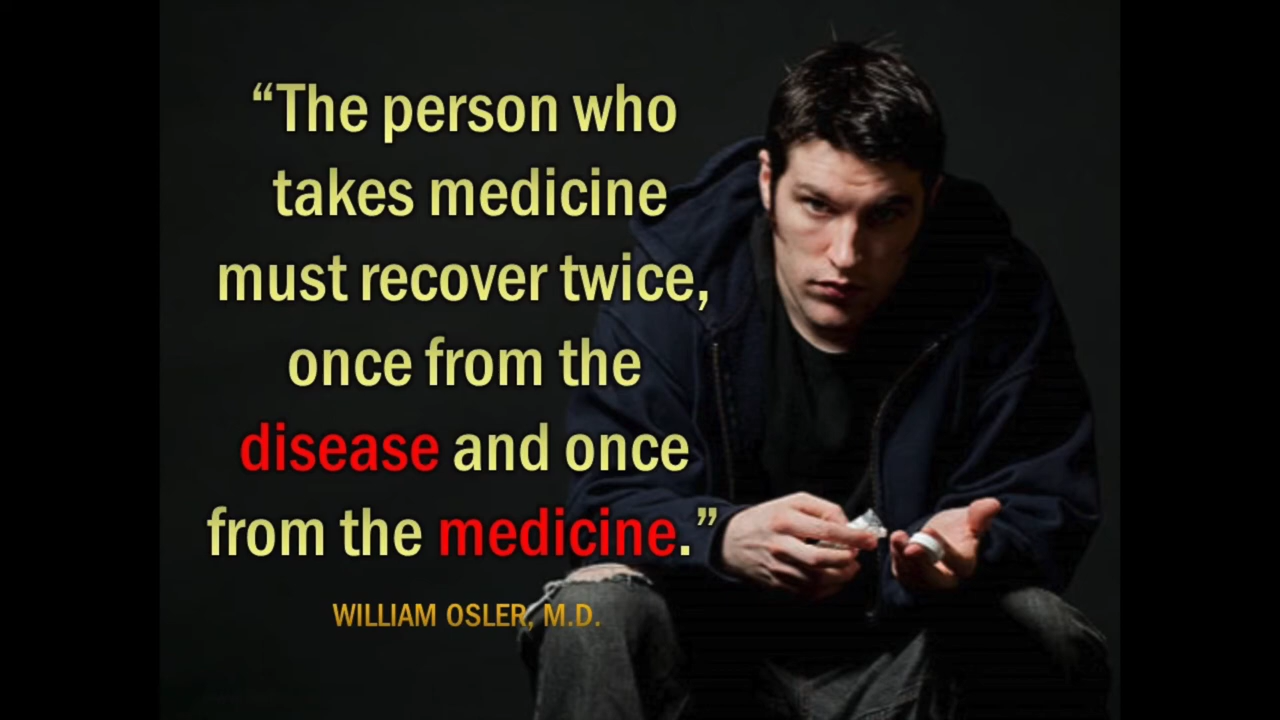 “The person who
takes medicine
must recover twice,
once from the
disease and once
from the medicine.”
WILLIAM OSLER, M.D.